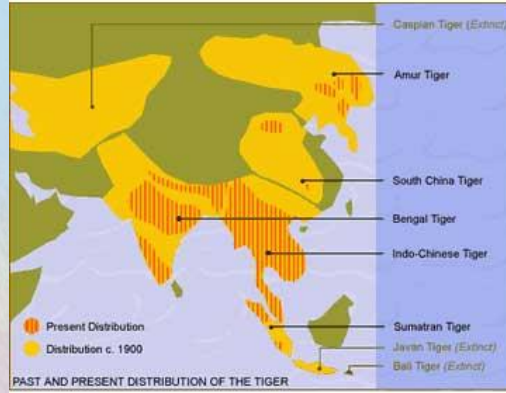 Caspian Tiger (Extinct)
Amur Tiger
South China Tiger
Bengal Tiger
Indo-Chinese Tiger
Sumatran Tiger
Javan Tiger (Extinct)
Bali Tiger (Extinct)
Present Distribution
Distribution c. 1900
PAST AND PRESENT DISTRIBUTION OF THE TIGER